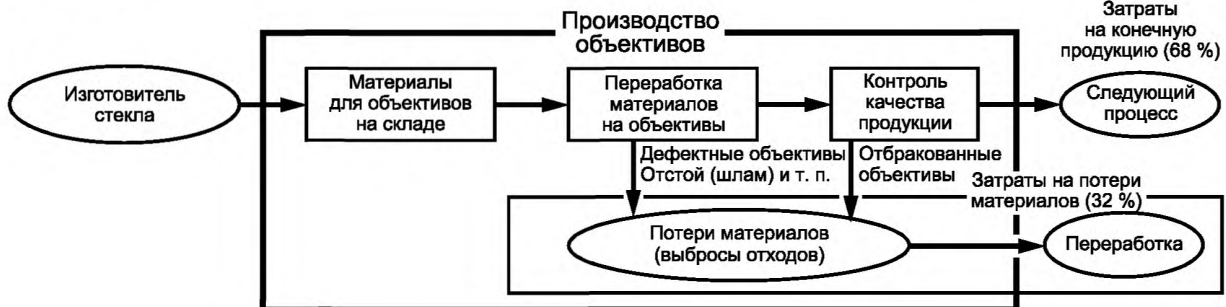 Производство
объективов
Затраты
на конечную
продукцию (68 %)
Изготовитель
стекла
Материалы
для объективов
на складе
Переработка
материалов
на объективы
Контроль
качества
продукции
Следующий
процесс
Дефектные объективы
Отстой (шлам) и т. п.
Отбракованные
объективы
Затраты на потери
материалов (32 %)
Потери материалов
(выбросы отходов)
Переработка